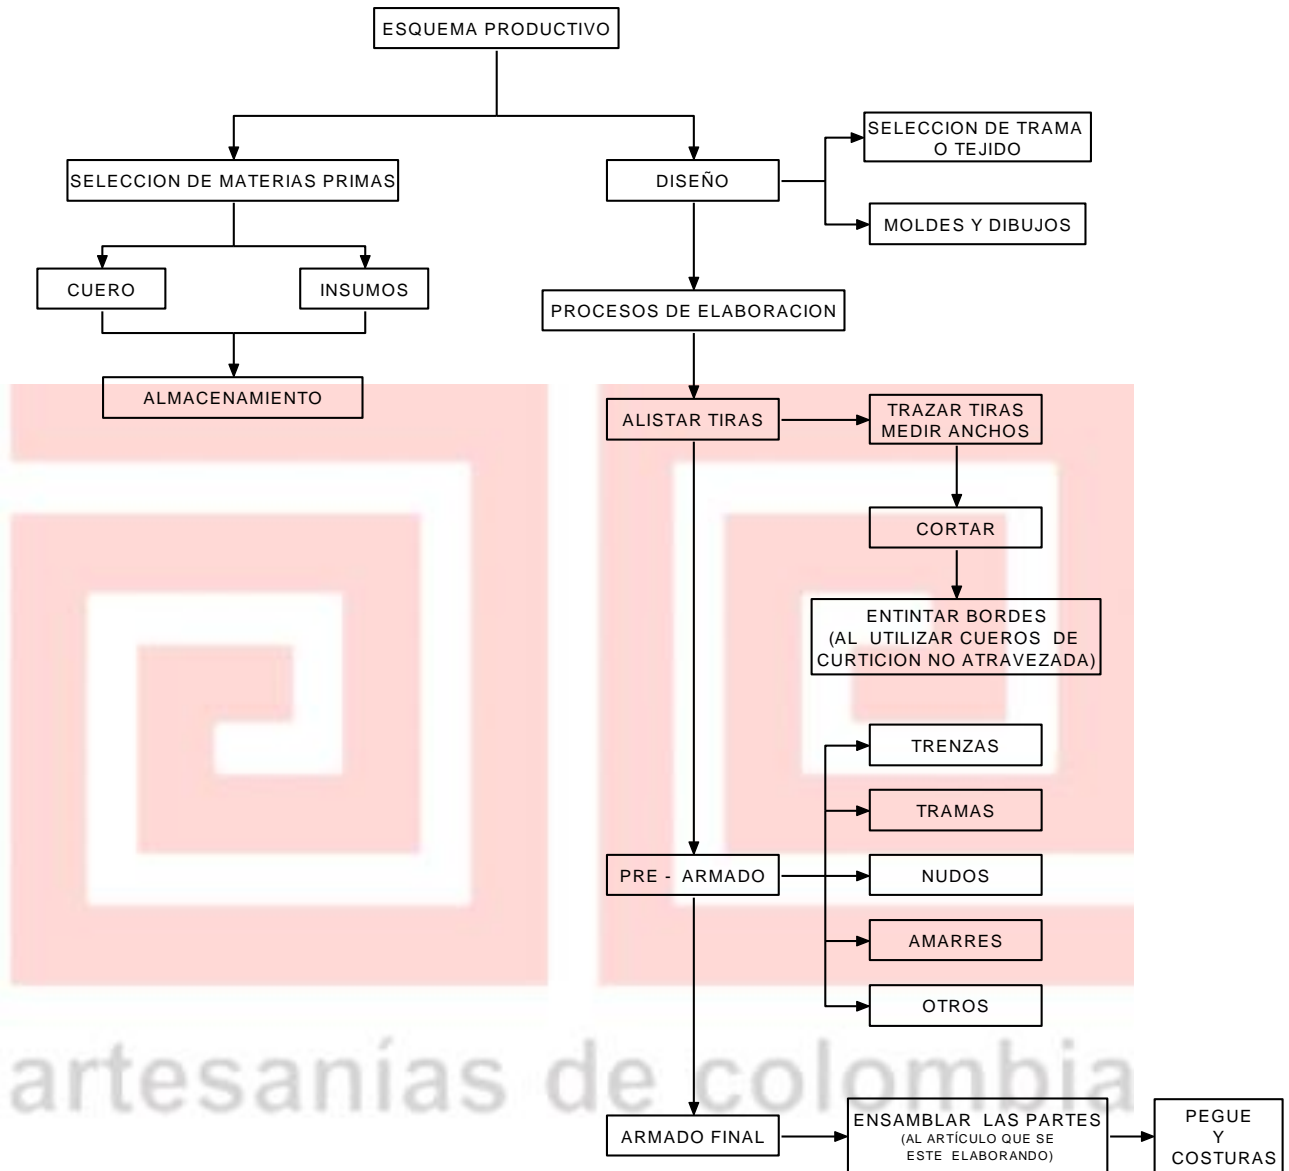 ESQUEMA PRODUCTIVO
SELECCION DE MATERIAS PRIMAS
DISEÑO
SELECCION DE TRAMA
O TEJIDO
MOLDES Y DIBUJOS
CUERO
INSUMOS
PROCESOS DE ELABORACION
ALMACENAMIENTO
ALISTAR TIRAS
TRAZAR TIRAS
MEDIR ANCHOS
CORTAR
ENTINTAR BORDES
(AL UTILIZAR CUEROS DE
CURTICION NO ATRAVEZADA)
TRENZAS
TRAMAS
PRE - ARMADO
NUDOS
AMARRES
OTROS
artesanías de colombia
ARMADO FINAL
ENSAMBLAR LAS PARTES
(AL ARTÍCULO QUE SE
ESTE ELABORANDO)
PEGUE
Y
COSTURAS